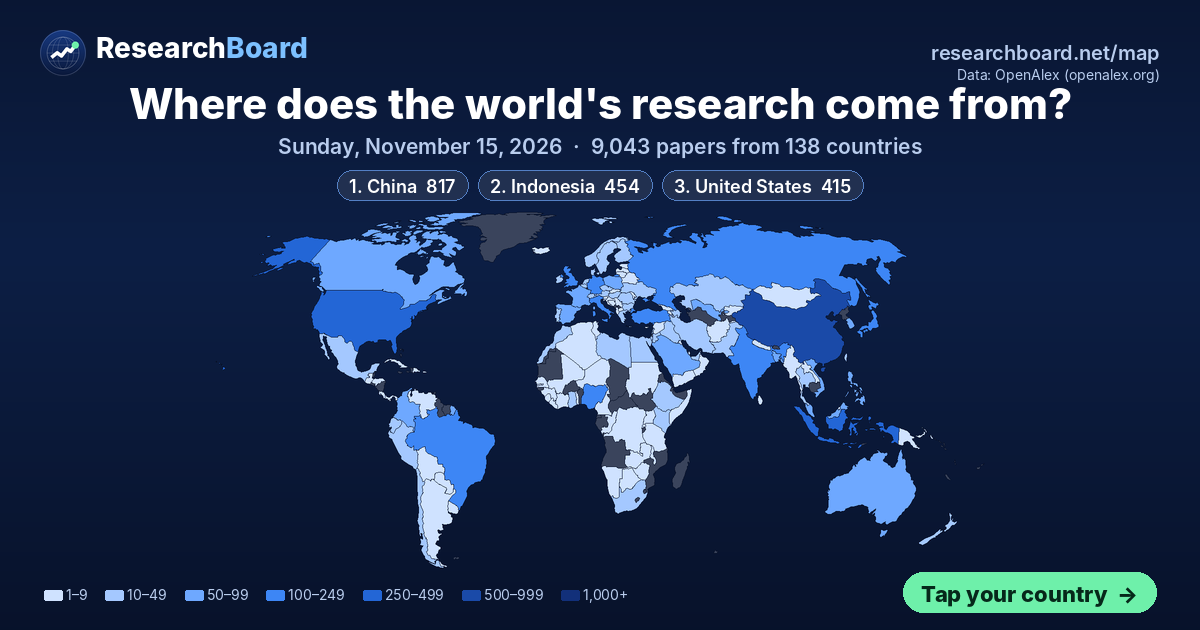 ResearchBoard
researchboard.net/map
Data: OpenAlex (openalex.org)
Where does the world's research come from?
Sunday, November 15, 2026 · 9,043 papers from 138 countries
1. China 817
2. Indonesia 454
3. United States 415
1–9
10–49
50–99
100–249
250–499
500–999
1,000+
Tap your country →